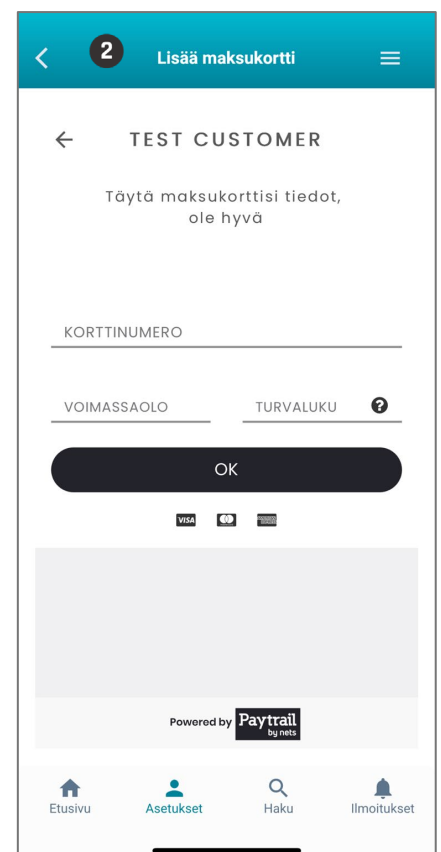 2
Lisää maksukortti
TEST CUSTOMER
Täytä maksukorttisi tiedot,
ole hyvä
KORTTINUMERO
VOIMASSAOLO
TURVALUKU ?
OK
VISA
Powered by Paytrail
by nets
Etusivu Asetukset Haku Ilmoitukset